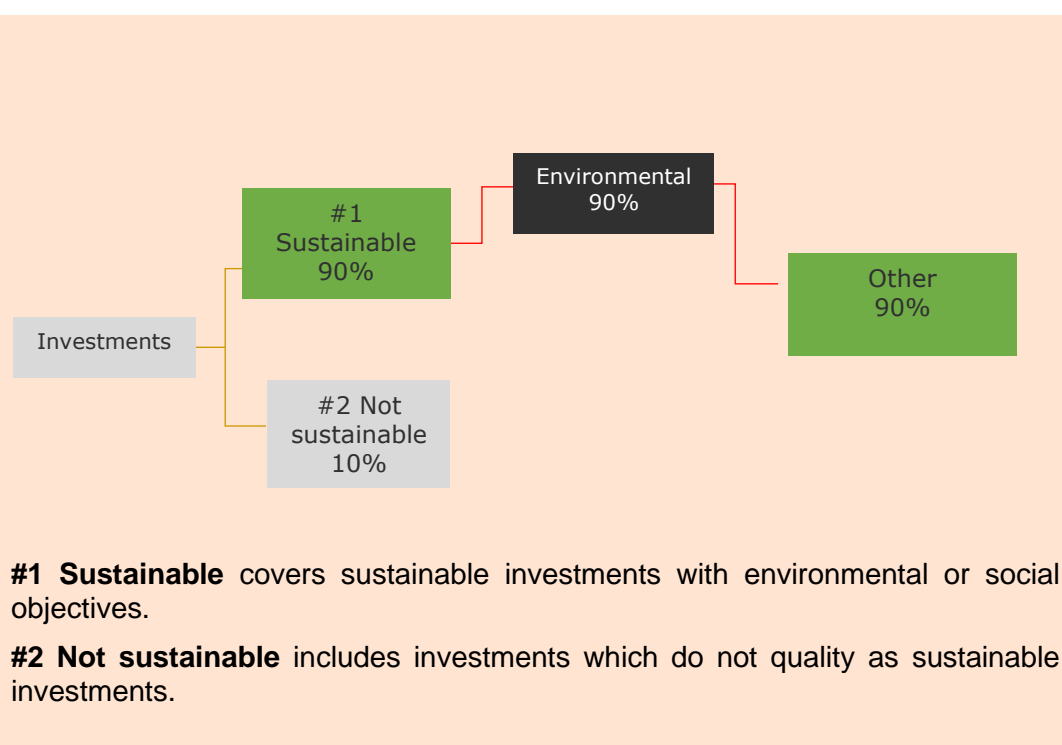 Environmental
90%
#1
Sustainable
90%
Other
90%
Investments
#2 Not
sustainable
10%
#1 Sustainable covers sustainable investments with environmental or social
objectives.
#2 Not sustainable includes investments which do not quality as sustainable
investments.